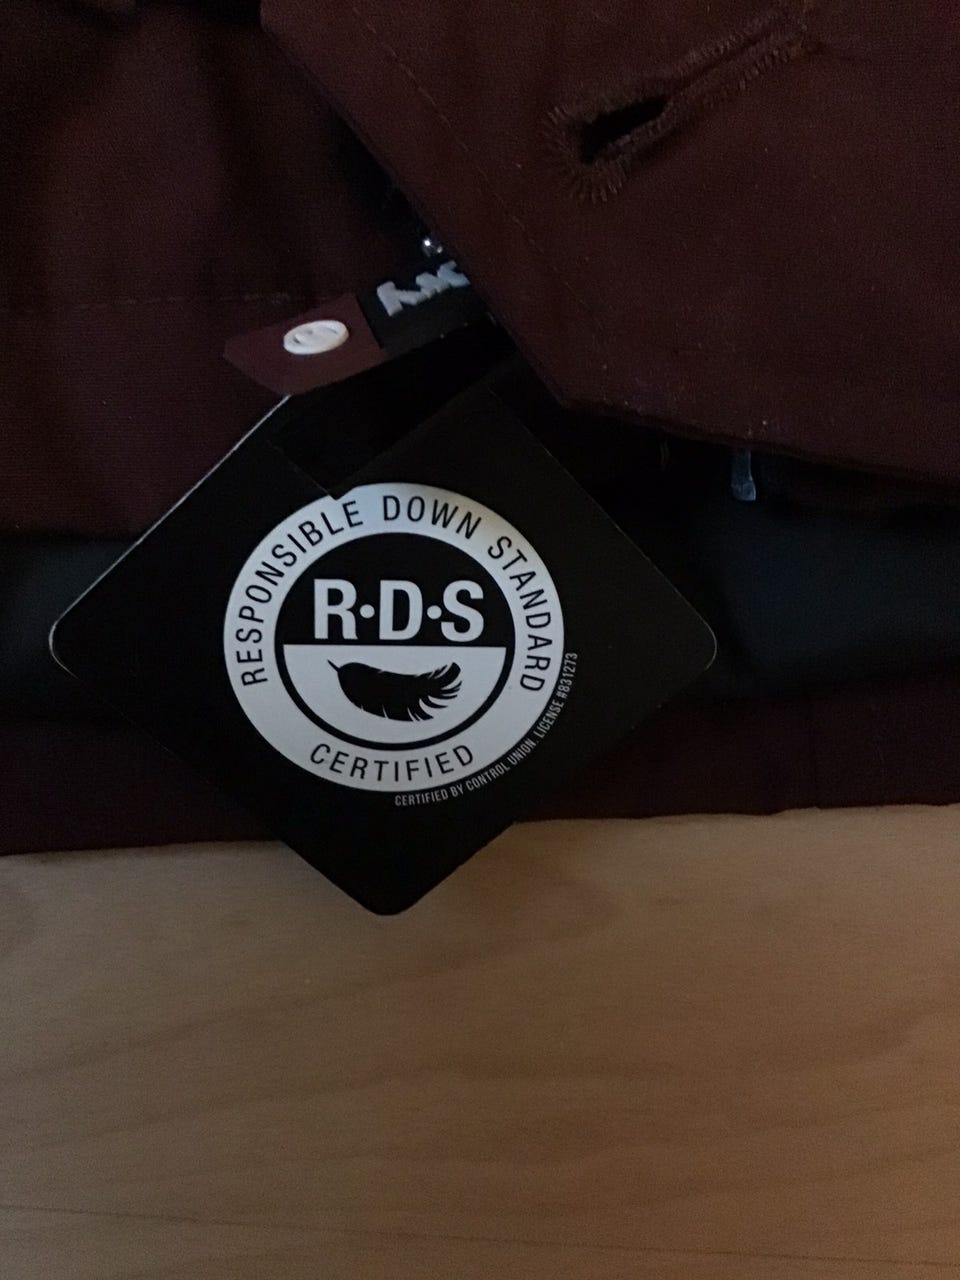 RESPONSIBLE DOWN STANDARD
R·D·S
CERTIFIED
CERTIFIED BY CONTROL UNION. LICENSE #831273